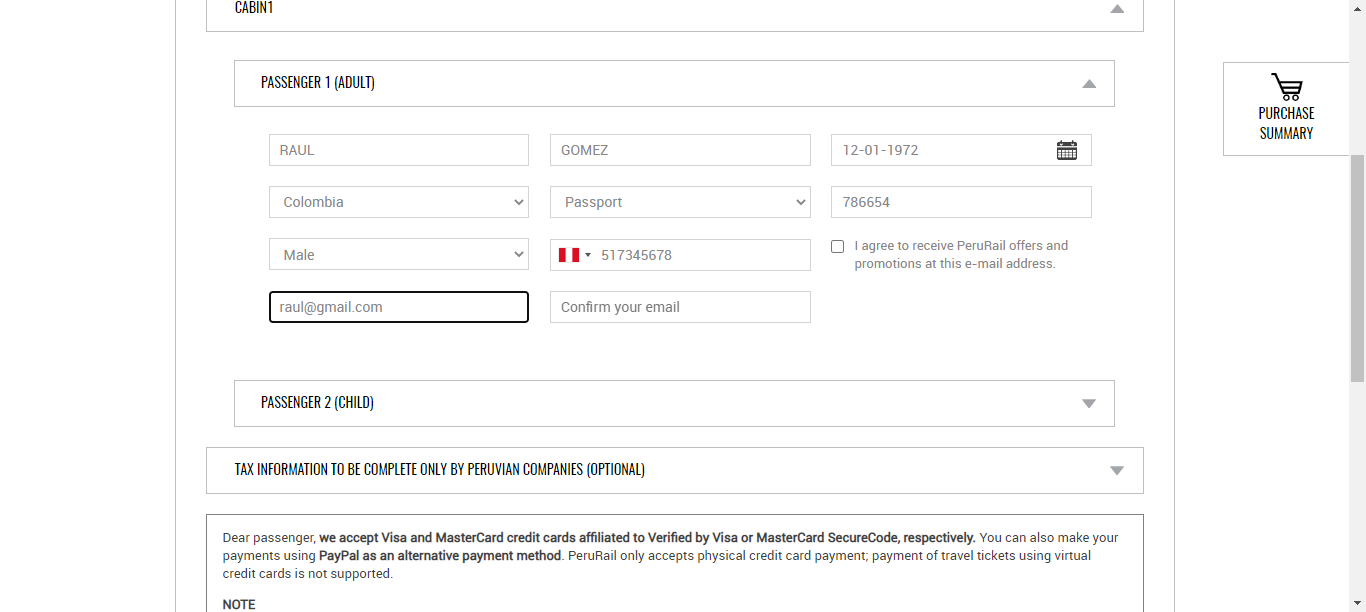 CABIN1
PASSENGER 1 (ADULT)
PURCHASE
SUMMARY
RAUL
GOMEZ
12-01-1972
Colombia
Passport
786654
Male
517345678
I agree to receive PeruRail offers and
promotions at this e-mail address.
raul@gmail.com
Confirm your email
PASSENGER 2 (CHILD)
TAX INFORMATION TO BE COMPLETE ONLY BY PERUVIAN COMPANIES (OPTIONAL)
Dear passenger, we accept Visa and MasterCard credit cards affiliated to Verified by Visa or MasterCard SecureCode, respectively. You can also make your
payments using PayPal as an alternative payment method. PeruRail only accepts physical credit card payment; payment of travel tickets using virtual
credit cards is not supported.
NOTE